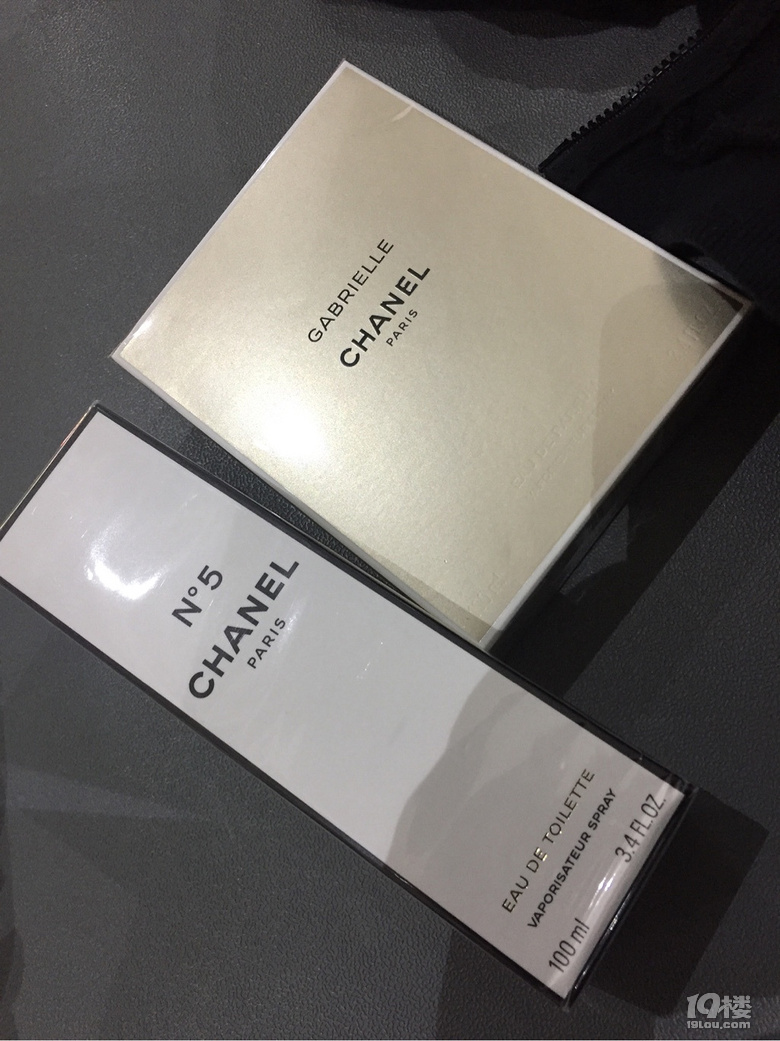 GABRIELLE
CHANEL
PARIS
N°5
CHANEL
PARIS
EAU DE TOILETTE
VAPORISATEUR SPRAY
100 ml
3.4 FL.OZ.
19楼
19lou.com